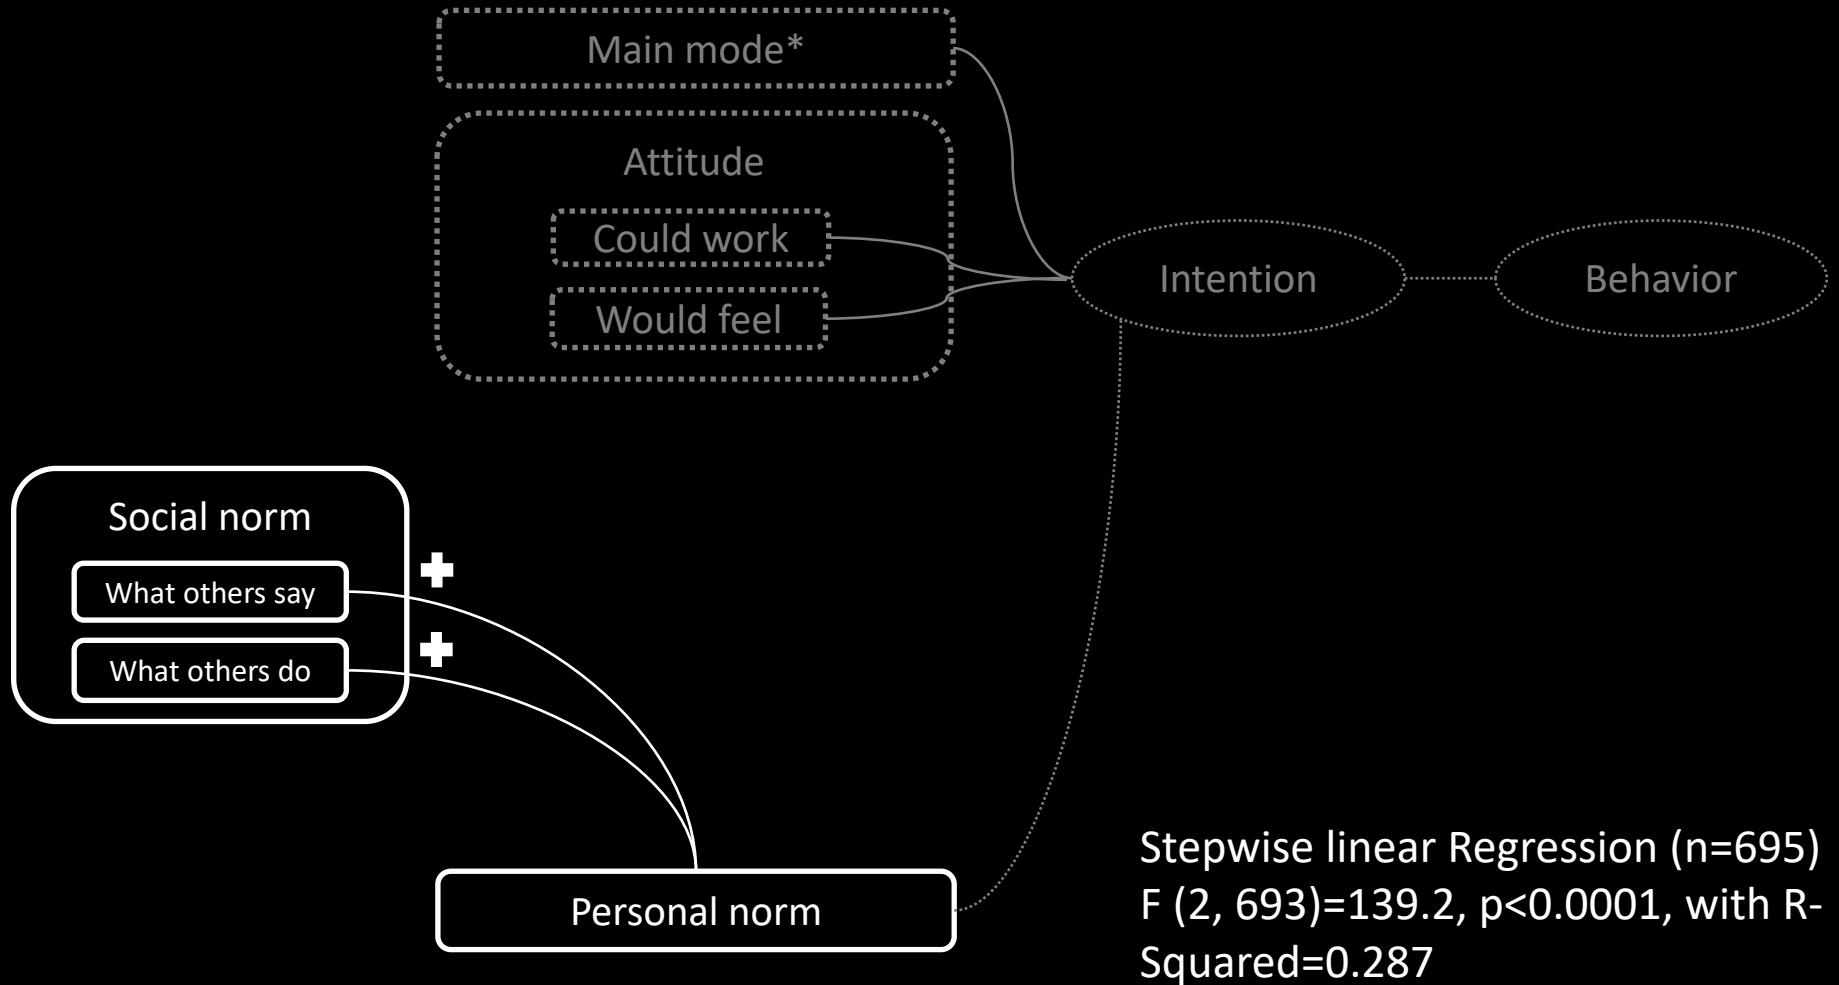 Main mode*
Attitude
Could work
Would feel
Intention
Behavior
Social norm
What others say
What others do
Personal norm
Stepwise linear Regression (n=695)
F (2, 693)=139.2, p<0.0001, with R-
Squared=0.287